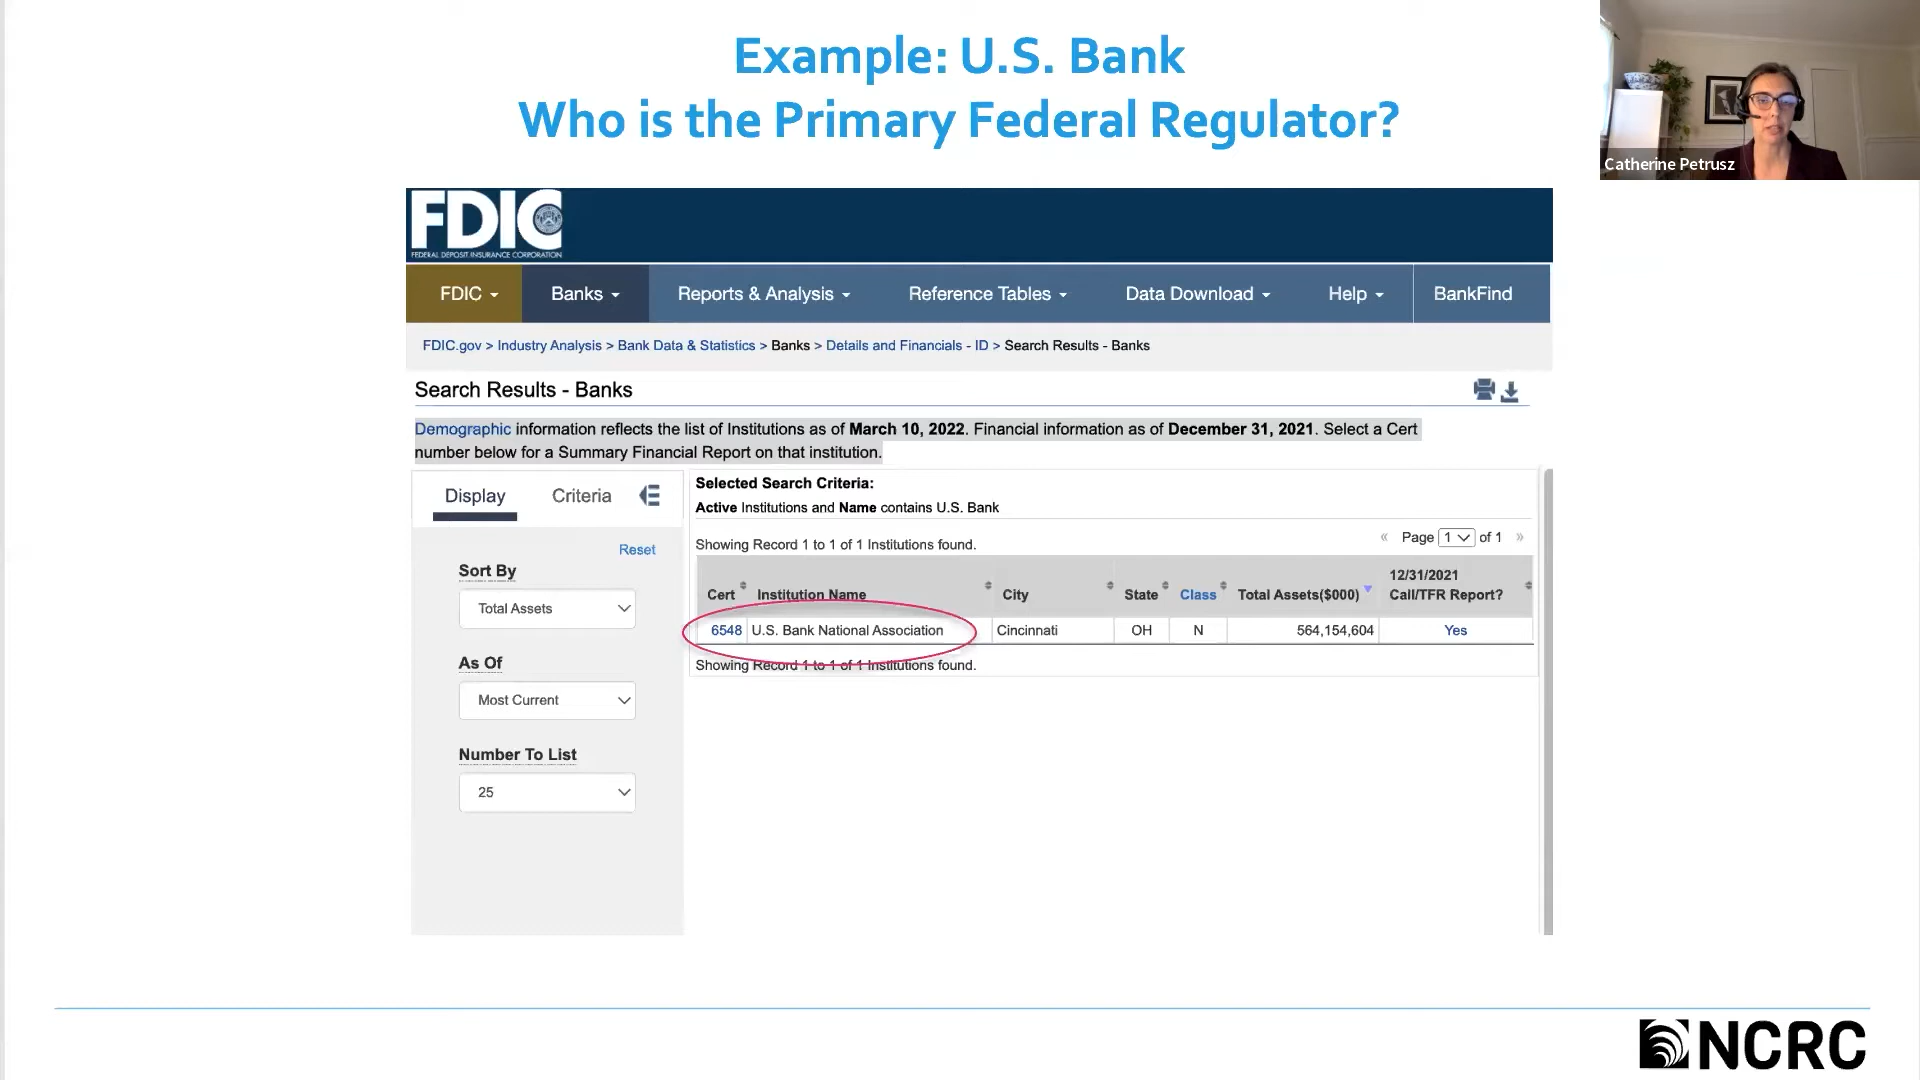 Example: U.S. Bank
Who is the Primary Federal Regulator?
Catherine Petrusz
FDIC
FEDERAL DEPOSIT INSURANCE CORPORATION
FDIC Banks Reports & Analysis Reference Tables Data Download Help BankFind
FDIC.gov > Industry Analysis > Bank Data & Statistics > Banks > Details and Financials - ID > Search Results - Banks
Search Results - Banks
Demographic information reflects the list of Institutions as of March 10, 2022. Financial information as of December 31, 2021. Select a Cert
number below for a Summary Financial Report on that institution.
Display Criteria
Reset
Sort By
Total Assets
As Of
Most Current
Number To List
25
Selected Search Criteria:
Active Institutions and Name contains U.S. Bank
Showing Record 1 to 1 of 1 Institutions found.
« Page 1 of 1 »
Cert Institution Name City State Class Total Assets($000) 12/31/2021 Call/TFR Report?
6548 U.S. Bank National Association Cincinnati OH N 564,154,604 Yes
Showing Record 1 to 1 of 1 Institutions found.
NCRC